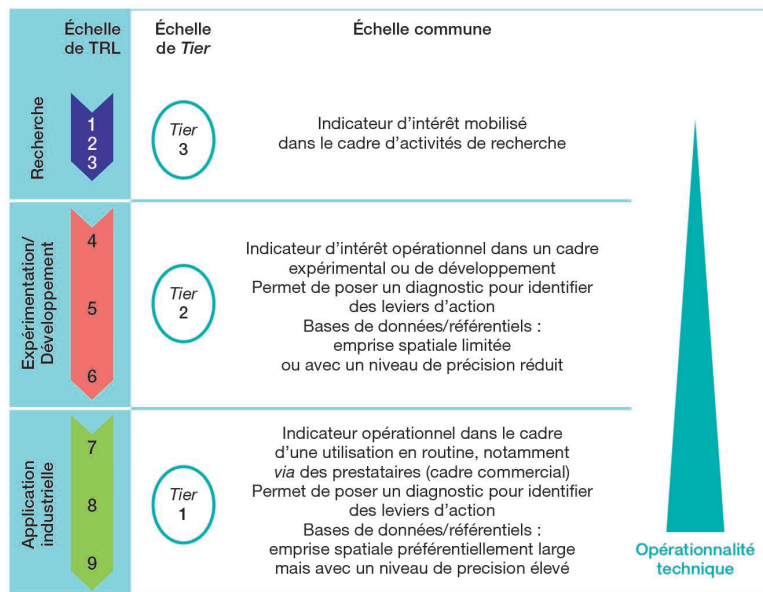 Échelle
de TRL
Échelle
de Tier
Échelle commune
Recherche
1
2
3
Tier
3
Indicateur d'intérêt mobilisé
dans le cadre d'activités de recherche
Expérimentation/
Développement
4
5
6
Tier
2
Indicateur d'intérêt opérationnel dans un cadre
expérimental ou de développement
Permet de poser un diagnostic pour identifier
des leviers d'action
Bases de données/référentiels :
emprise spatiale limitée
ou avec un niveau de précision réduit
Application
industrielle
7
8
9
Tier
1
Indicateur opérationnel dans le cadre
d'une utilisation en routine, notamment
via des prestataires (cadre commercial)
Permet de poser un diagnostic pour identifier
des leviers d'action
Bases de données/référentiels :
emprise spatiale préférentiellement large
mais avec un niveau de precision élevé
Opérationnalité
technique